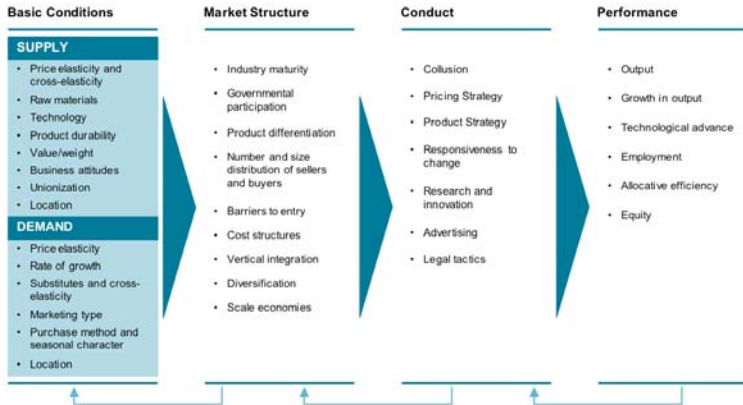 Basic Conditions
SUPPLY
• Price elasticity and
cross-elasticity
• Raw materials
• Technology
• Product durability
• Value/weight
• Business attitudes
• Unionization
• Location
DEMAND
• Price elasticity
• Rate of growth
• Substitutes and cross-
elasticity
• Marketing type
• Purchase method and
seasonal character
• Location
Market Structure
• Industry maturity
• Governmental
participation
• Product differentiation
• Number and size
distribution of sellers
and buyers
• Barriers to entry
• Cost structures
• Vertical integration
• Diversification
• Scale economies
Conduct
• Collusion
• Pricing Strategy
• Product Strategy
• Responsiveness to
change
• Research and
innovation
• Advertising
• Legal tactics
Performance
• Output
• Growth in output
• Technological advance
• Employment
• Allocative efficiency
• Equity